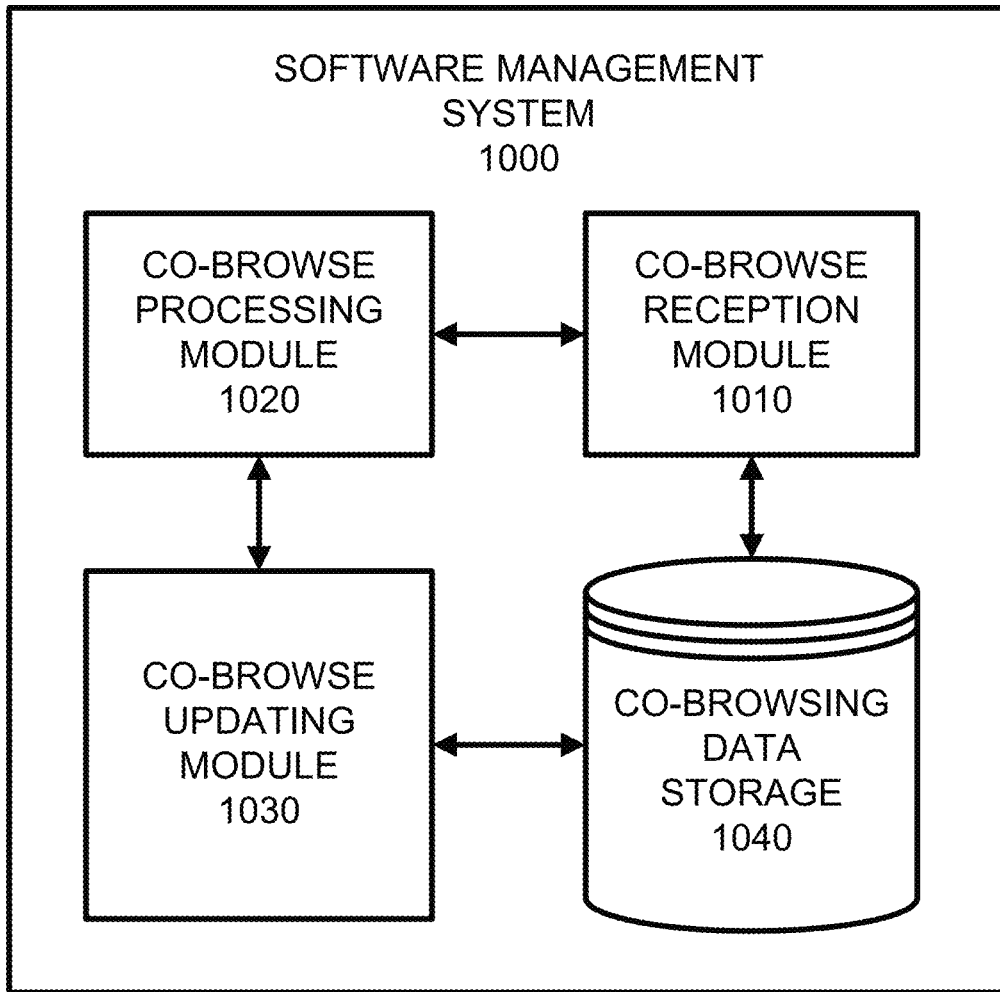 SOFTWARE MANAGEMENT
SYSTEM
1000
CO-BROWSE
PROCESSING
MODULE
1020
CO-BROWSE
RECEPTION
MODULE
1010
CO-BROWSE
UPDATING
MODULE
1030
CO-BROWSING
DATA
STORAGE
1040